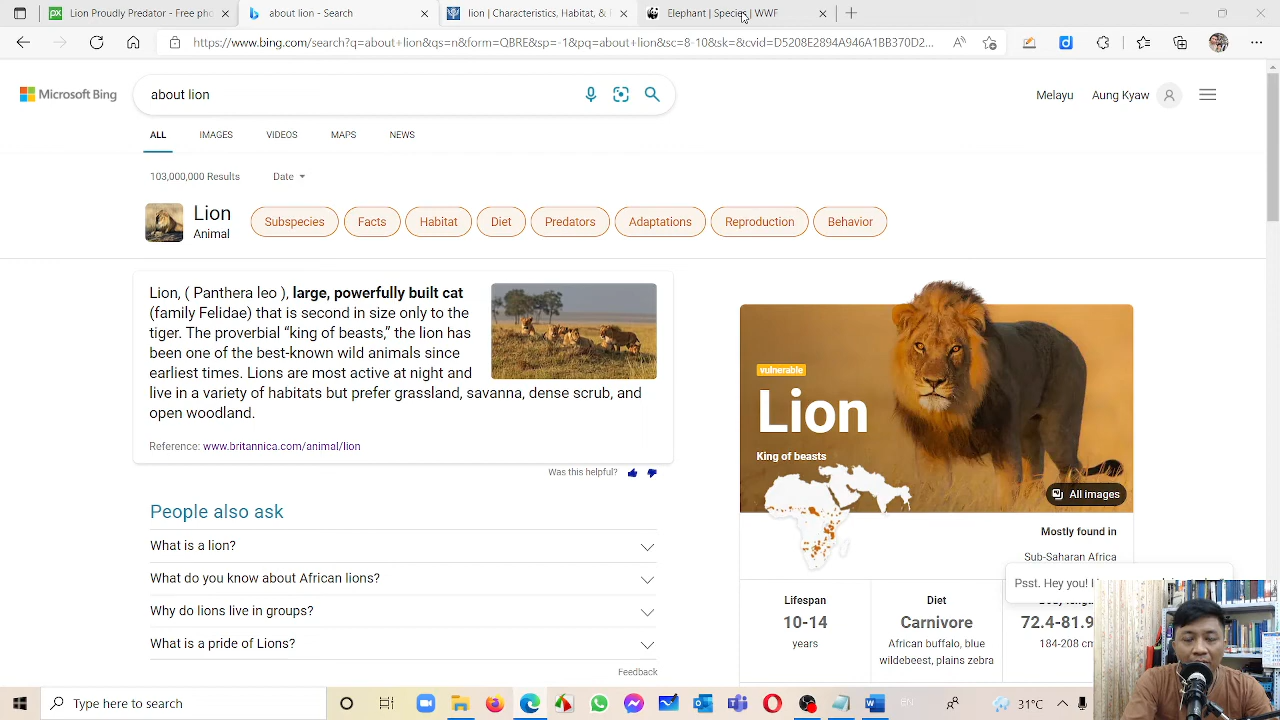 Lion Proudly Predator - Free pho
about lion - Search
lion | Characteristics, Habitat, &
Elephant | Species WWF
https://www.bing.com/search?q=about+lion&qs=n&form=QBRE&sp=-1&pq=about+lion&sc=8-10&sk=&cvid=D5208E2894A946A1BB370D2...
Microsoft Bing
about lion
Melayu
Aung Kyaw
ALL
IMAGES
VIDEOS
MAPS
NEWS
103,000,000 Results
Date
Lion
Animal
Subspecies
Facts
Habitat
Diet
Predators
Adaptations
Reproduction
Behavior
Lion, ( Panthera leo ), large, powerfully built cat
(family Felidae) that is second in size only to the
tiger. The proverbial “king of beasts,” the lion has
been one of the best-known wild animals since
earliest times. Lions are most active at night and
live in a variety of habitats but prefer grassland, savanna, dense scrub, and
open woodland.
Reference: www.britannica.com/animal/lion
Was this helpful?
People also ask
What is a lion?
What do you know about African lions?
Why do lions live in groups?
What is a pride of Lions?
Feedback
vulnerable
Lion
King of beasts
All images
Mostly found in
Sub-Saharan Africa
Psst. Hey you!
Lifespan
10-14
years
Diet
Carnivore
African buffalo, blue
wildebeest, plains zebra
72.4-81.9
184-208 cm
Type here to search
31°C